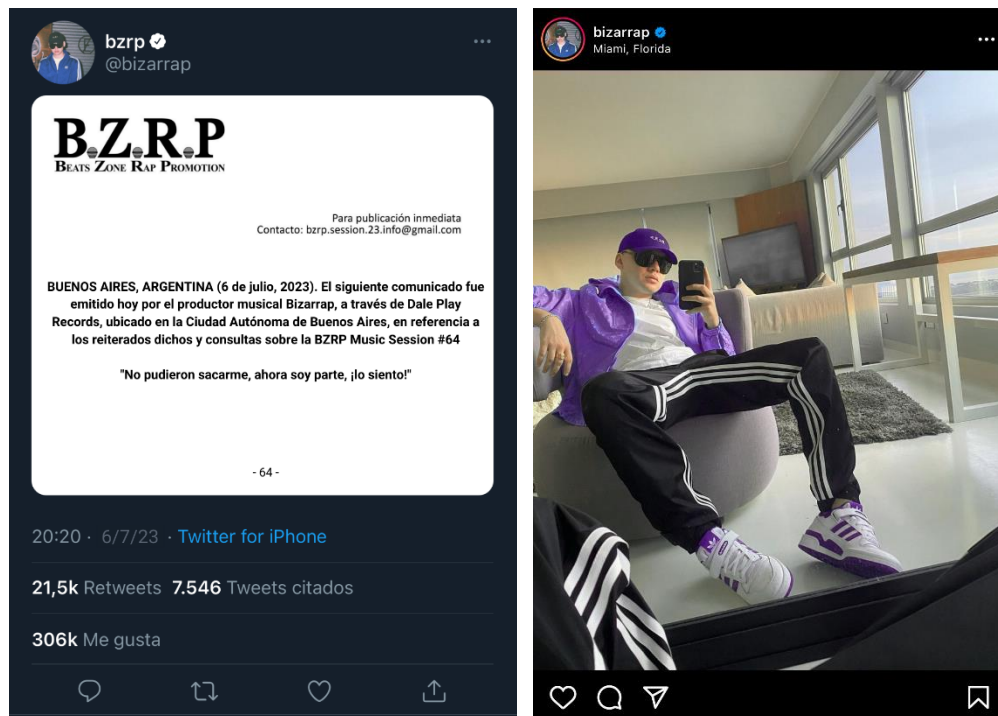 bzrp
@bizarrap
B.Z.R.P
BEATS ZONE RAP PROMOTION
Para publicación inmediata
Contacto: bzrp.session.23.info@gmail.com
BUENOS AIRES, ARGENTINA (6 de julio, 2023). El siguiente comunicado fue
emitido hoy por el productor musical Bizarrap, a través de Dale Play
Records, ubicado en la Ciudad Autónoma de Buenos Aires, en referencia a
los reiterados dichos y consultas sobre la BZRP Music Session #64
"No pudieron sacarme, ahora soy parte, ¡lo siento!"
- 64 -
20:20 · 6/7/23 · Twitter for iPhone
21,5k Retweets 7.546 Tweets citados
306k Me gusta
bizarrap
Miami, Florida